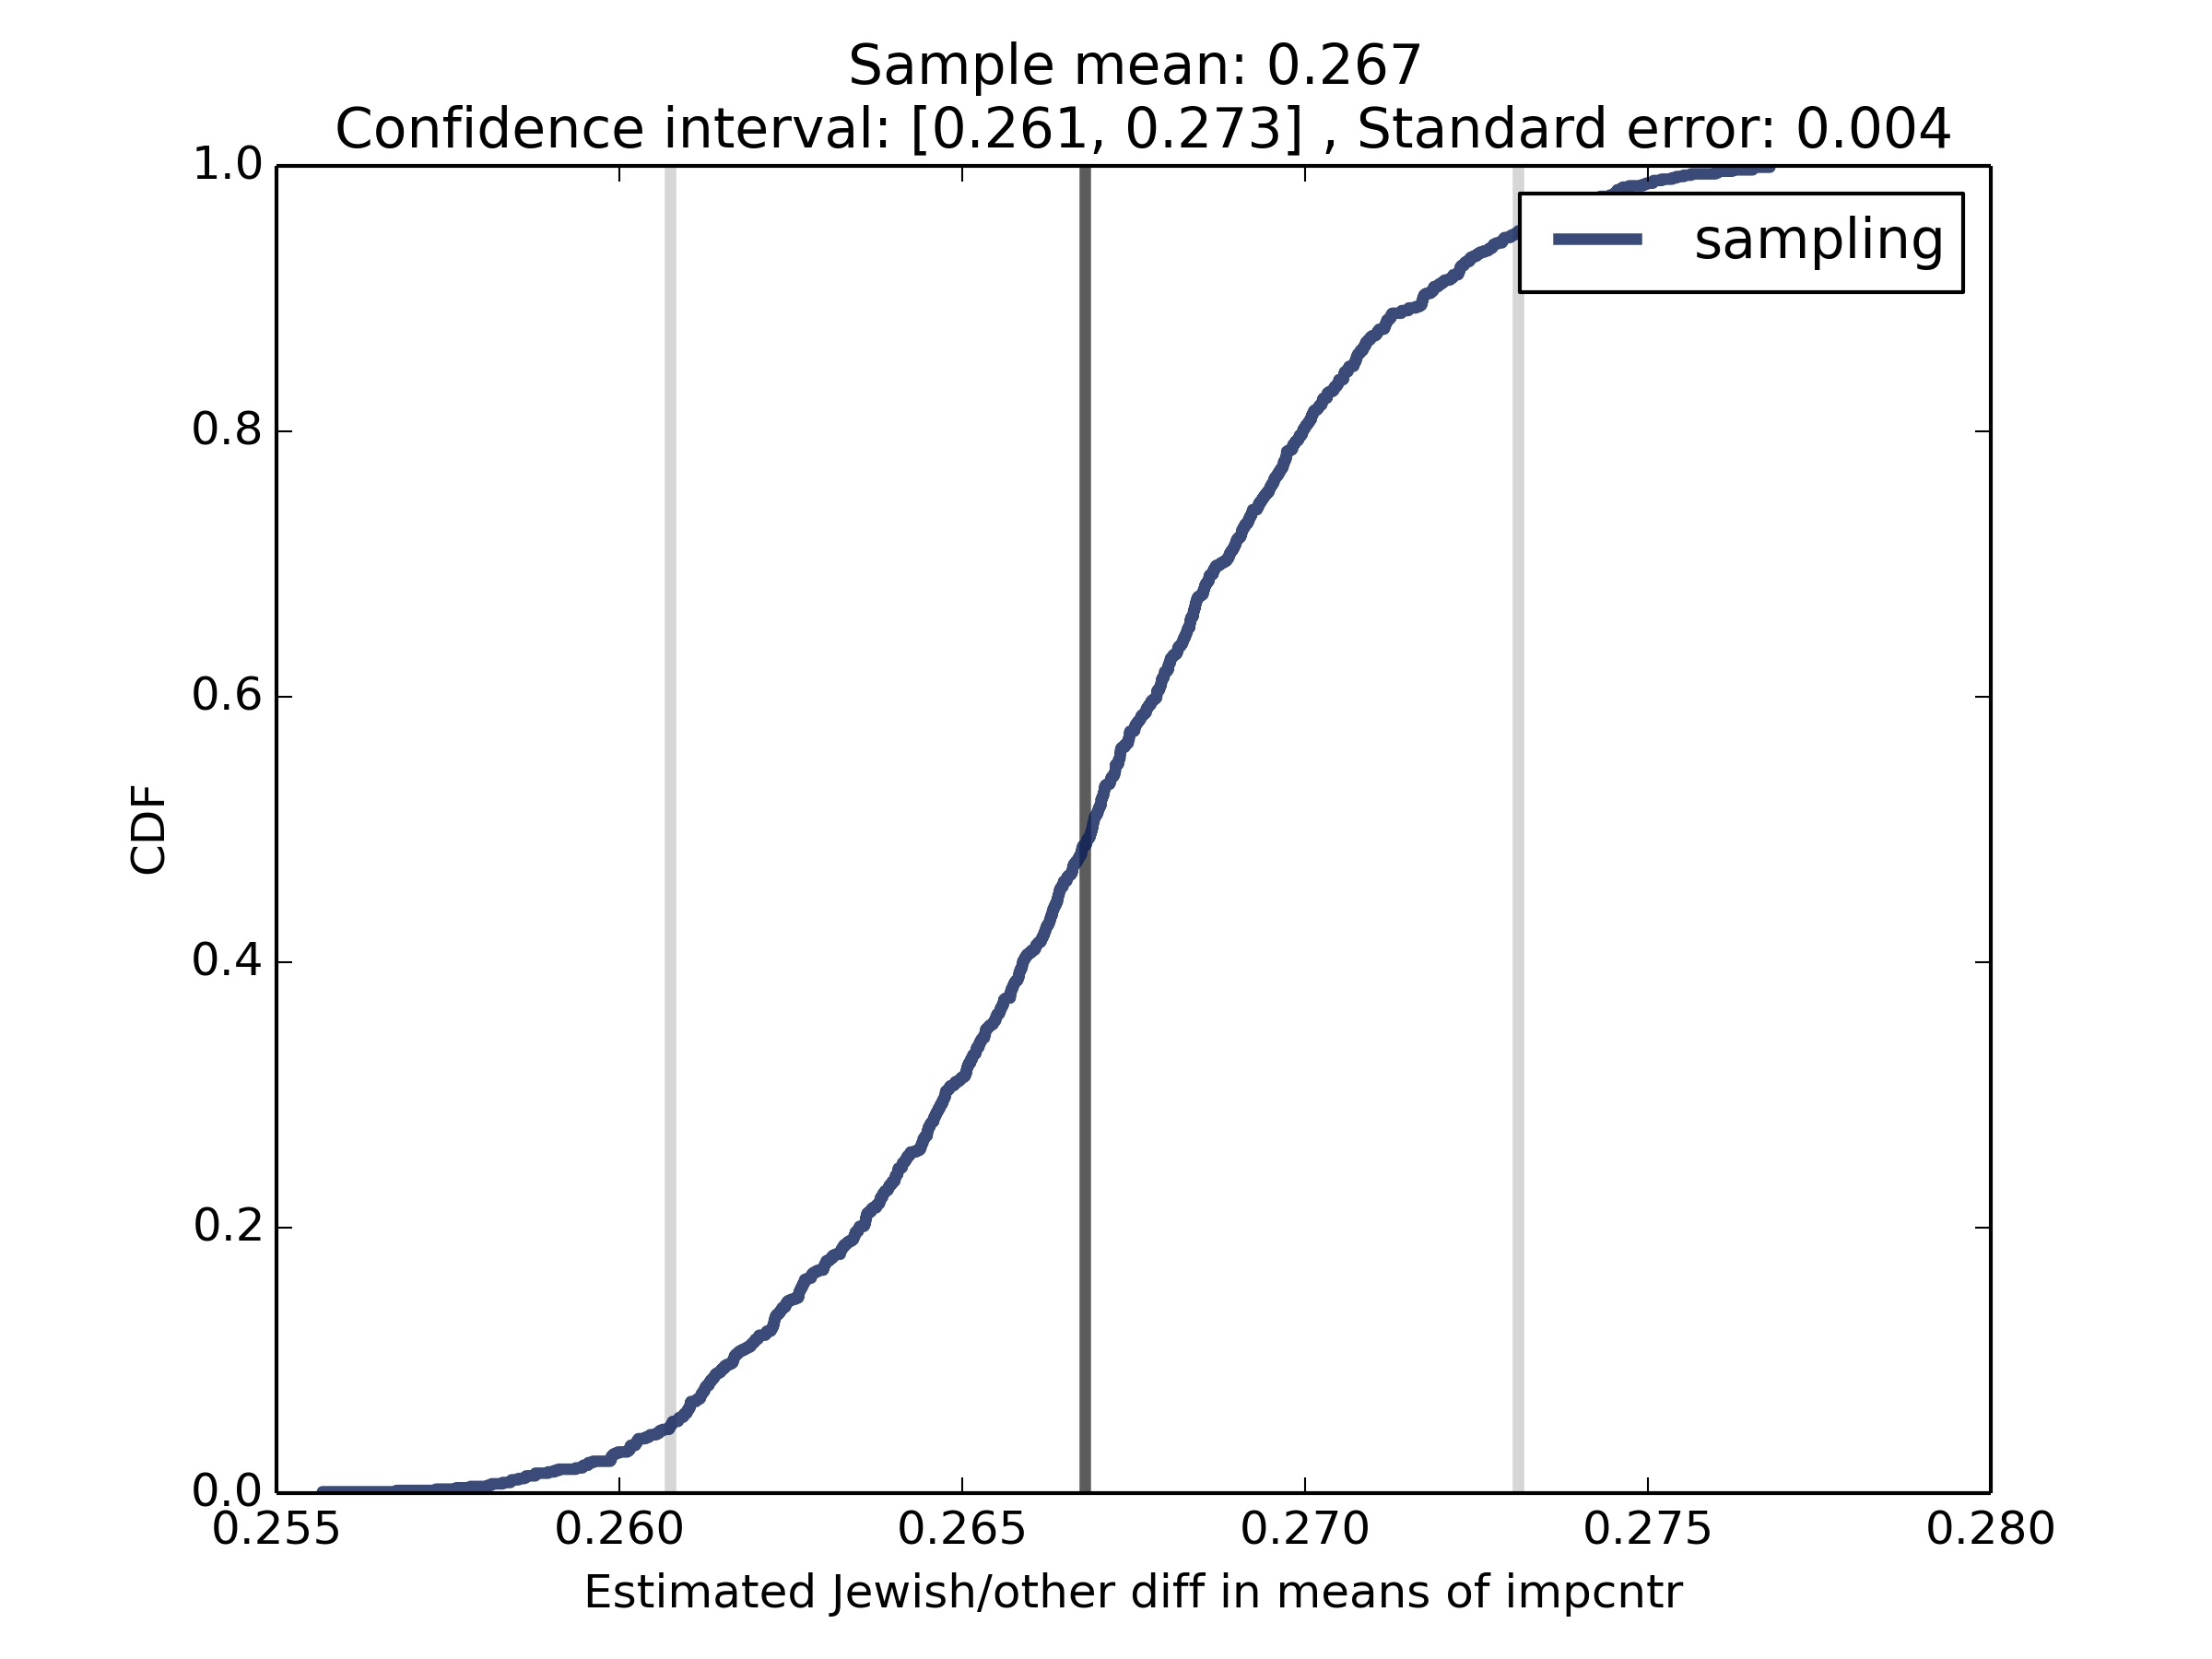 Sample mean: 0.267
Confidence interval: [0.261, 0.273] , Standard error: 0.004
1.0
sampling
0.8
0.6
CDF
0.4
0.2
0.0
0.255 0.260 0.265 0.270 0.275 0.280
Estimated Jewish/other diff in means of impcntr